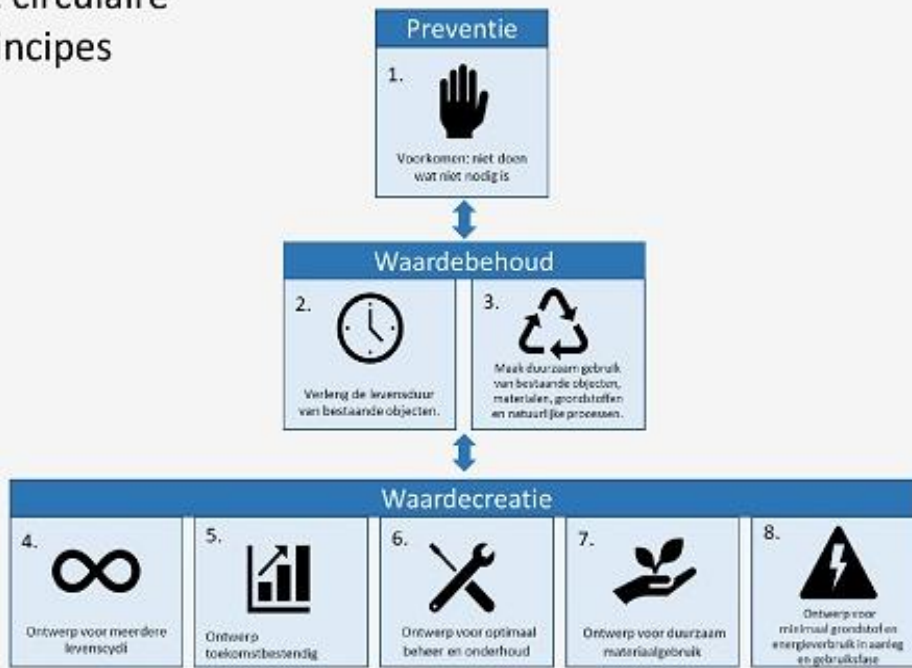 circulaire
ncipes
Preventie
1.
Voorkomen: niet doen
wat niet nodig is
Waardebehoud
2.
Verleng de levensduur
van bestaande objecten.
3.
Maak duurzaam gebruik
van bestaande objecten,
materialen, grondstoffen
en natuurlijke processen.
Waardecreatie
4.
Ontwerp voor meerdere
levenscycli
5.
Ontwerp
toekomstbestendig
6.
Ontwerp voor optimaal
beheer en onderhoud
7.
Ontwerp voor duurzaam
materiaalgebruik
8.
Ontwerp voor
minimaal grondstof en
energieverbruik in aanleg
en gebruiksfase